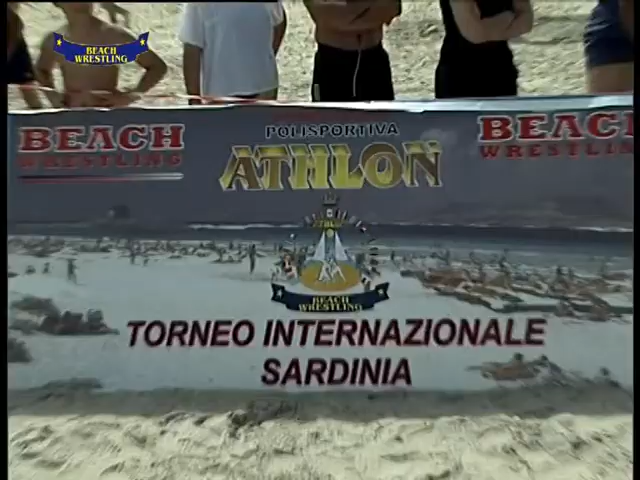 BEACH
WRESTLING
BEACH
WRESTLING
POLISPORTIVA
ATHLON
BEACH
WRESTLING
BEACH
WRESTLING
TORNEO INTERNAZIONALE
SARDINIA